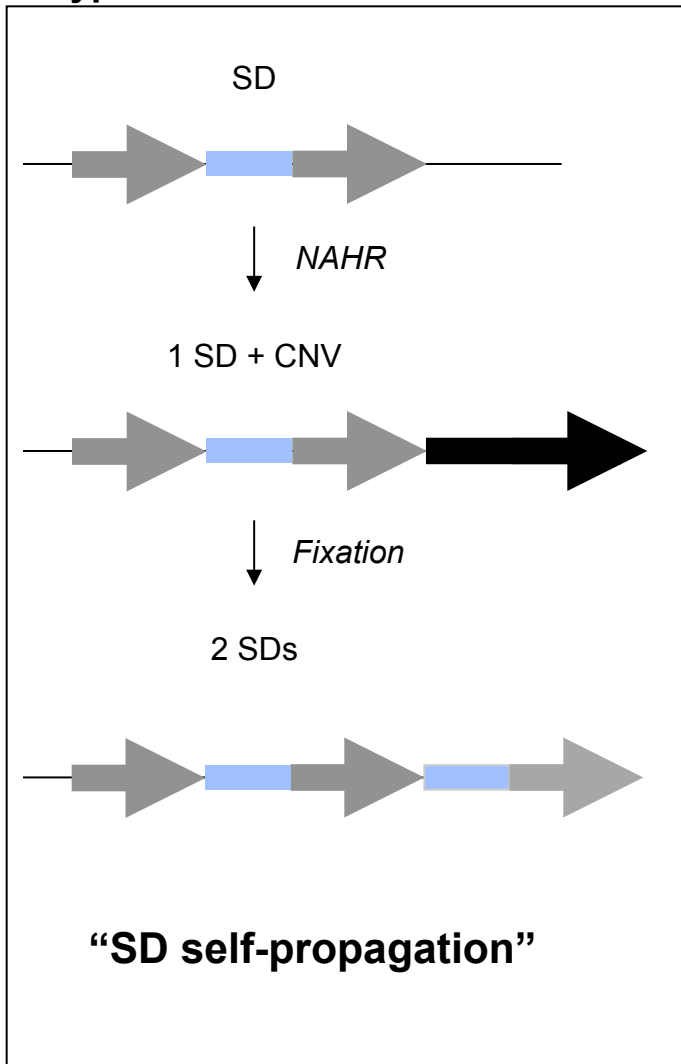 SD
NAHR
1 SD + CNV
Fixation
2 SDs
“SD self-propagation”